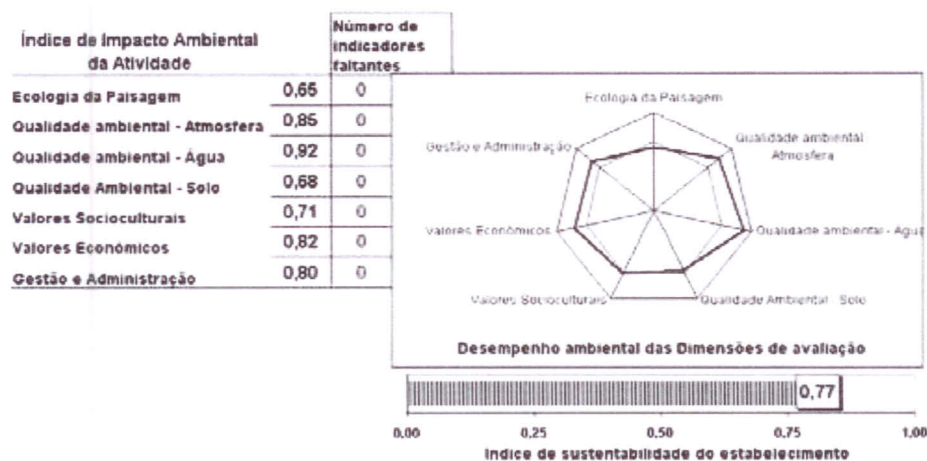 Índice de Impacto Ambiental
da Atividade
Número de
indicadores
faltantes
Ecologia da Paisagem 0,65 0
Qualidade ambiental - Atmosfera 0,85 0
Qualidade ambiental - Água 0,92 0
Qualidade Ambiental - Solo 0,68 0
Valores Socioculturais 0,71 0
Valores Econômicos 0,82 0
Gestão e Administração 0,80 0
Ecologia da Paisagem
Qualidade ambiental
Atmosfera
Qualidade ambiental - Água
Qualidade Ambiental - Solo
Valores Socioculturais
Valores Econômicos
Gestão e Administração
Desempenho ambiental das Dimensões de avaliação
0,77
0.00 0.25 0.50 0.75 1.00
Indice de sustentabilidade do estabelecimento